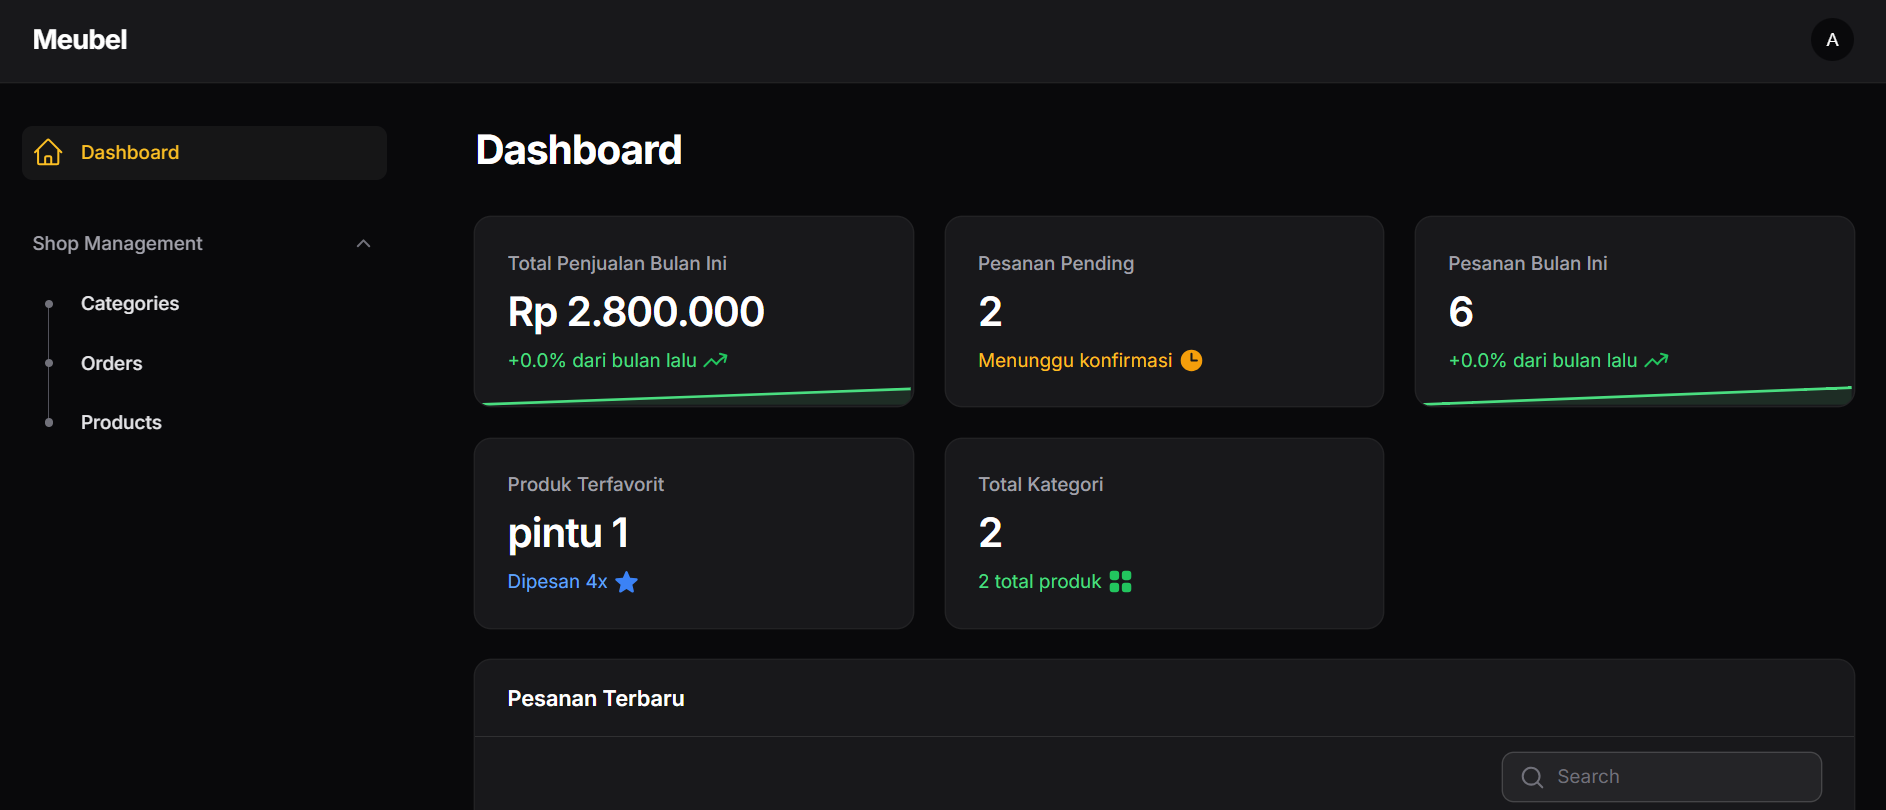 Meubel
A
Dashboard
Shop Management
Categories
Orders
Products
Dashboard
Total Penjualan Bulan Ini
Rp 2.800.000
+0.0% dari bulan lalu
Pesanan Pending
2
Menunggu konfirmasi
Pesanan Bulan Ini
6
+0.0% dari bulan lalu
Produk Terfavorit
pintu 1
Dipesan 4x
Total Kategori
2
2 total produk
Pesanan Terbaru
Search